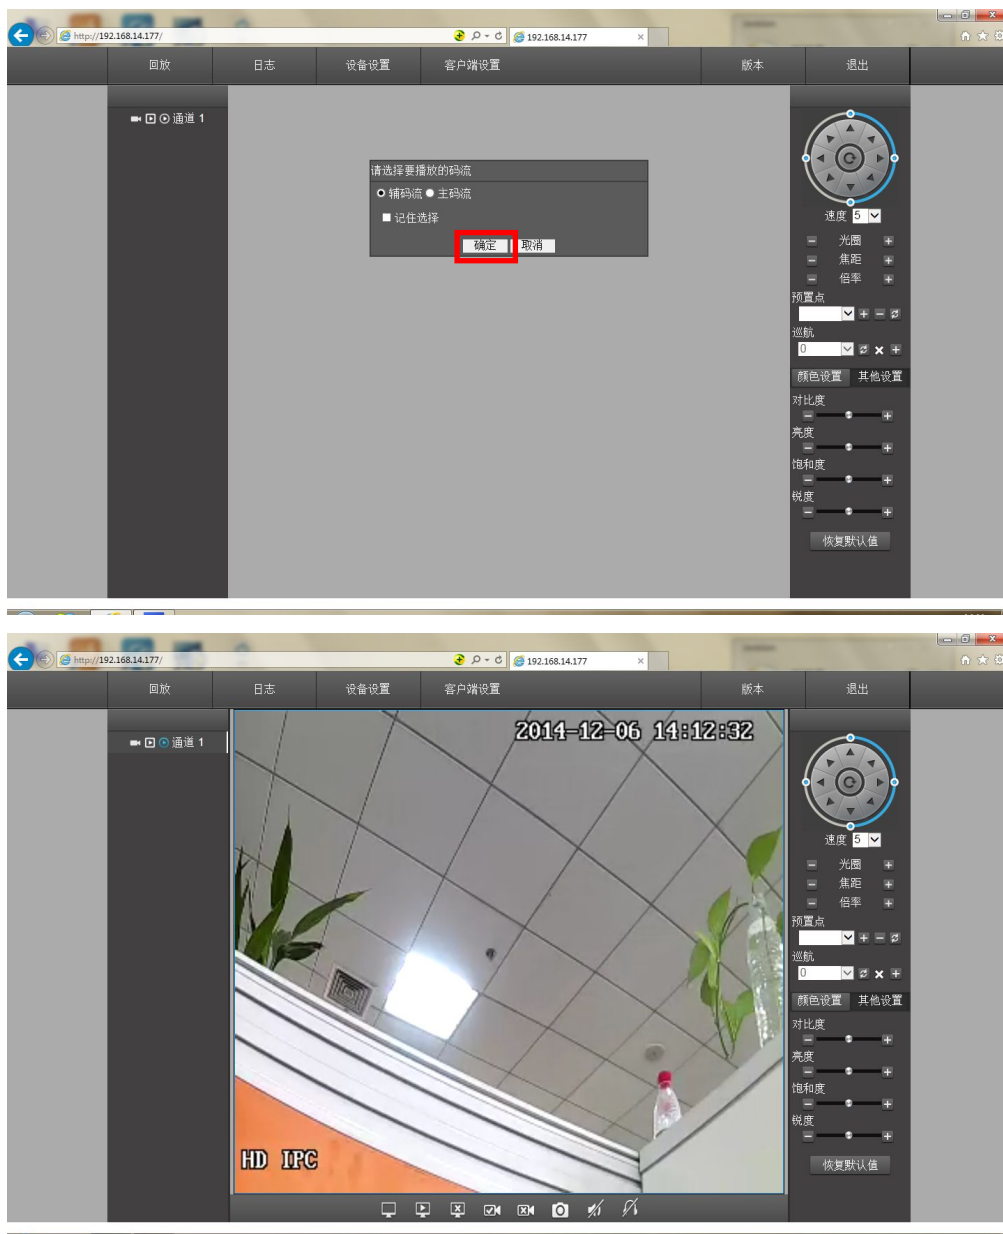 http://192.168.14.177/
192.168.14.177
回放 日志 设备设置 客户端设置 版本 退出
通道 1
请选择要播放的码流
辅码流 主码流
记住选择
确定 取消
速度 5
光圈
焦距
倍率
预置点
巡航
0
颜色设置 其他设置
对比度
亮度
饱和度
锐度
恢复默认值
http://192.168.14.177/
192.168.14.177
回放 日志 设备设置 客户端设置 版本 退出
通道 1
2014-12-06 14:12:32
HD IPC
速度 5
光圈
焦距
倍率
预置点
巡航
0
颜色设置 其他设置
对比度
亮度
饱和度
锐度
恢复默认值